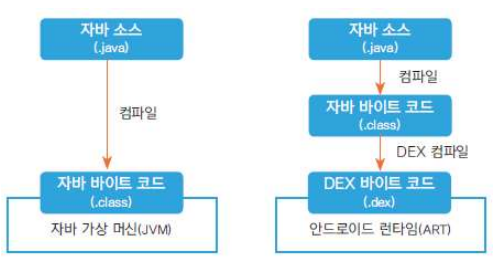 자바 소스
(.java)
컴파일
자바 바이트 코드
(.class)
자바 가상 머신(JVM)
자바 소스
(.java)
컴파일
자바 바이트 코드
(.class)
DEX 컴파일
DEX 바이트 코드
(.dex)
안드로이드 런타임(ART)